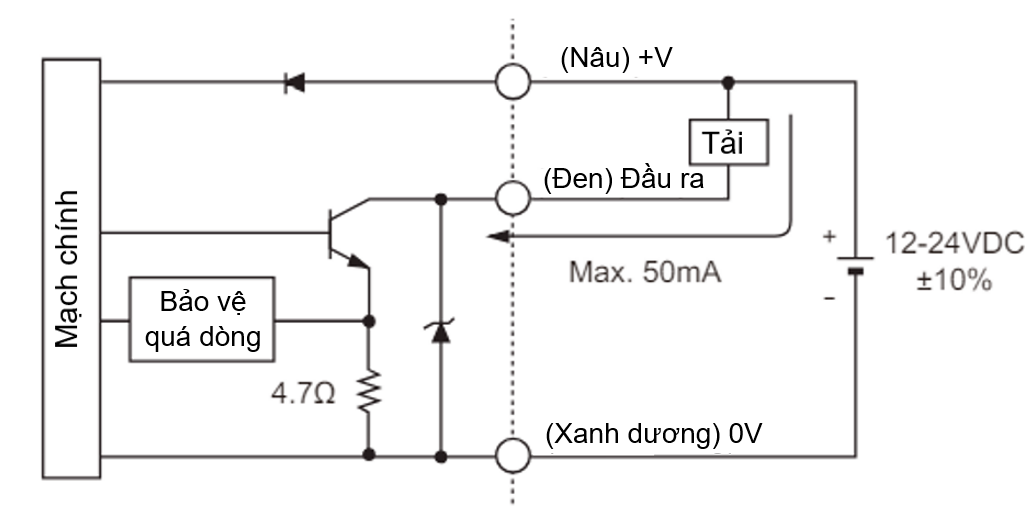 (Nâu) +V
Tải
(Đen) Đầu ra
Mạch chính
+
12-24VDC
±10%
Max. 50mA
–
Bảo vệ
quá dòng
4.7Ω
(Xanh dương) 0V